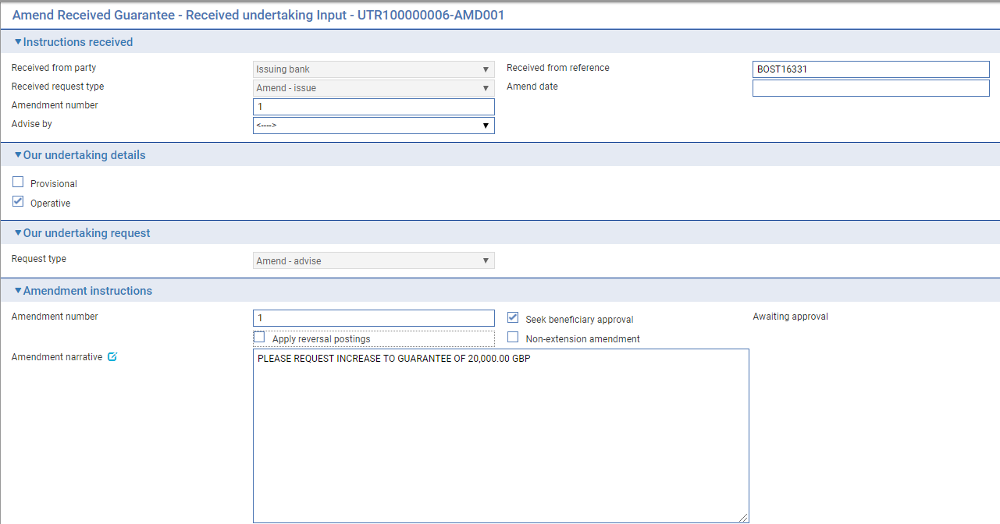 Amend Received Guarantee - Received undertaking Input - UTR100000006-AMD001
Instructions received
Received from party Issuing bank Received from reference BOST16331
Received request type Amend - issue Amend date
Amendment number 1
Advise by <---->
Our undertaking details
Provisional
Operative
Our undertaking request
Request type Amend - advise
Amendment instructions
Amendment number 1 Seek beneficiary approval Awaiting approval
Apply reversal postings Non-extension amendment
Amendment narrative PLEASE REQUEST INCREASE TO GUARANTEE OF 20,000.00 GBP